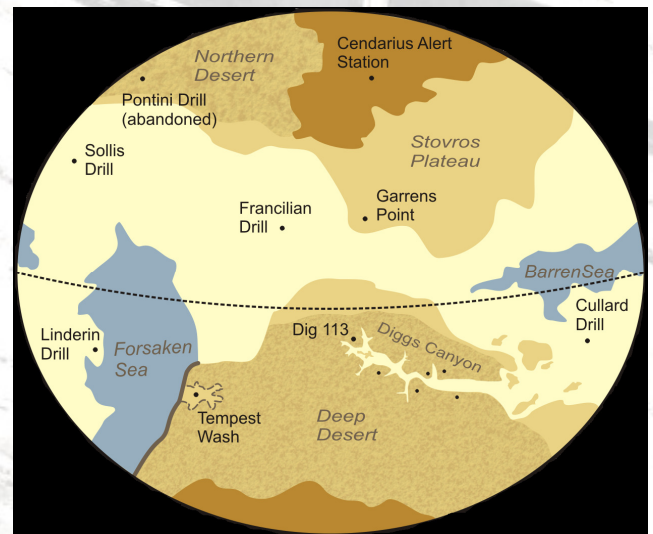 Northern
Desert
Cendarius Alert
Station
Pontini Drill
(abandoned)
Sollis
Drill
Stovros
Plateau
Francilian
Drill
Garrens
Point
BarrenSea
Cullard
Drill
Linderin
Drill
Forsaken
Sea
Dig 113
Diggs Canyon
Tempest
Wash
Deep
Desert